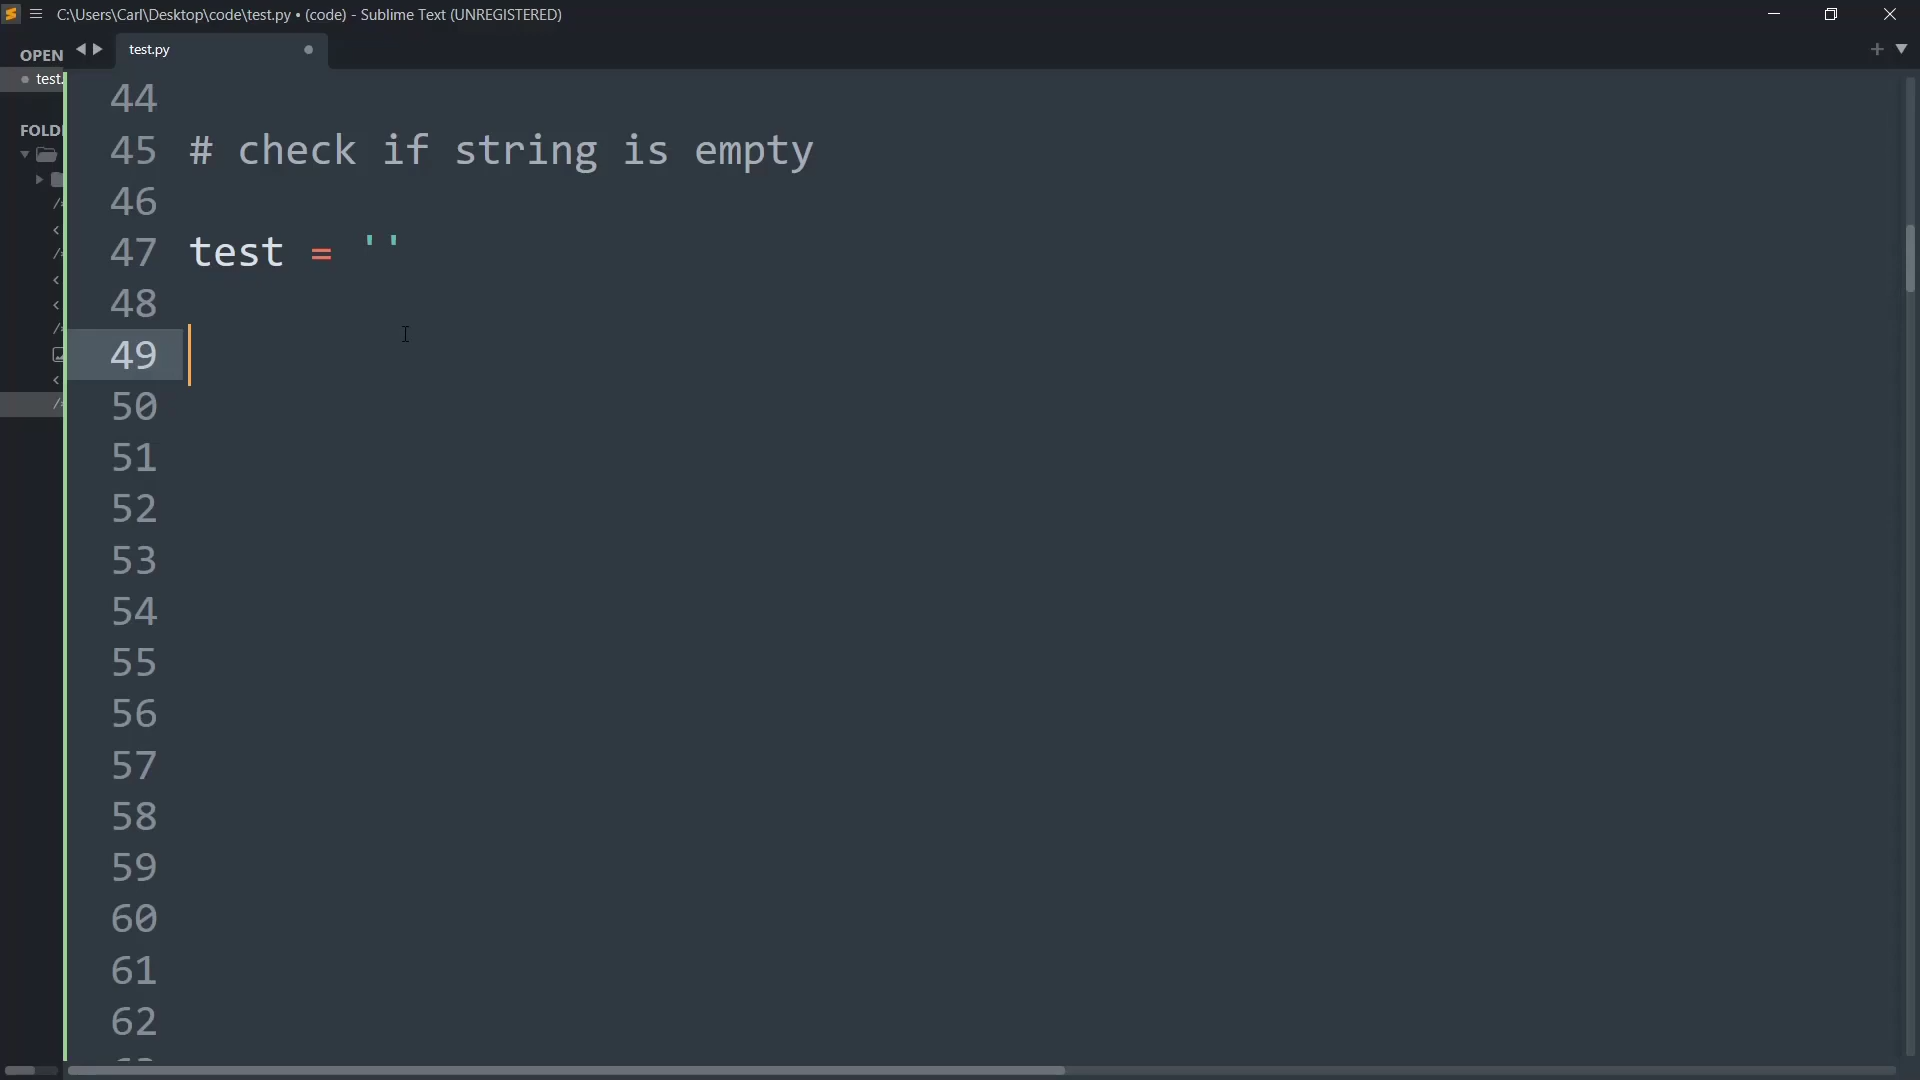 C:\Users\Carl\Desktop\code\test.py • (code) - Sublime Text (UNREGISTERED)
OPEN
test.py
test.
FOLD
44
45 # check if string is empty
46
47 test = ''
48
49
50
51
52
53
54
55
56
57
58
59
60
61
62